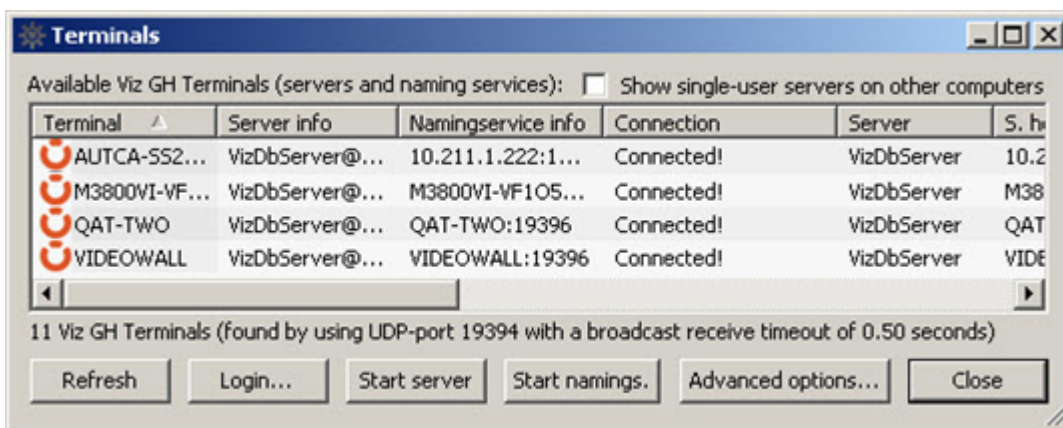 Terminals
Available Viz GH Terminals (servers and naming services): Show single-user servers on other computers
Terminal Server info Namingservice info Connection Server S. h
AUTCA-SS2... VizDbServer@... 10.211.1.222:1... Connected! VizDbServer 10.2
M3800VI-VF... VizDbServer@... M3800VI-VF1O5... Connected! VizDbServer M38
QAT-TWO VizDbServer@... QAT-TWO:19396 Connected! VizDbServer QAT
VIDEOWALL VizDbServer@... VIDEOWALL:19396 Connected! VizDbServer VIDE
11 Viz GH Terminals (found by using UDP-port 19394 with a broadcast receive timeout of 0.50 seconds)
Refresh Login... Start server Start namings. Advanced options... Close